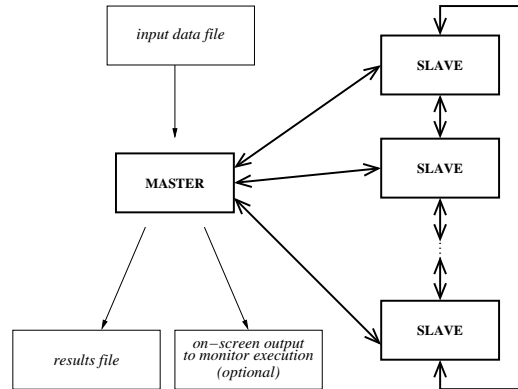 input data file
SLAVE
SLAVE
MASTER
SLAVE
results file
on-screen output
to monitor execution
(optional)